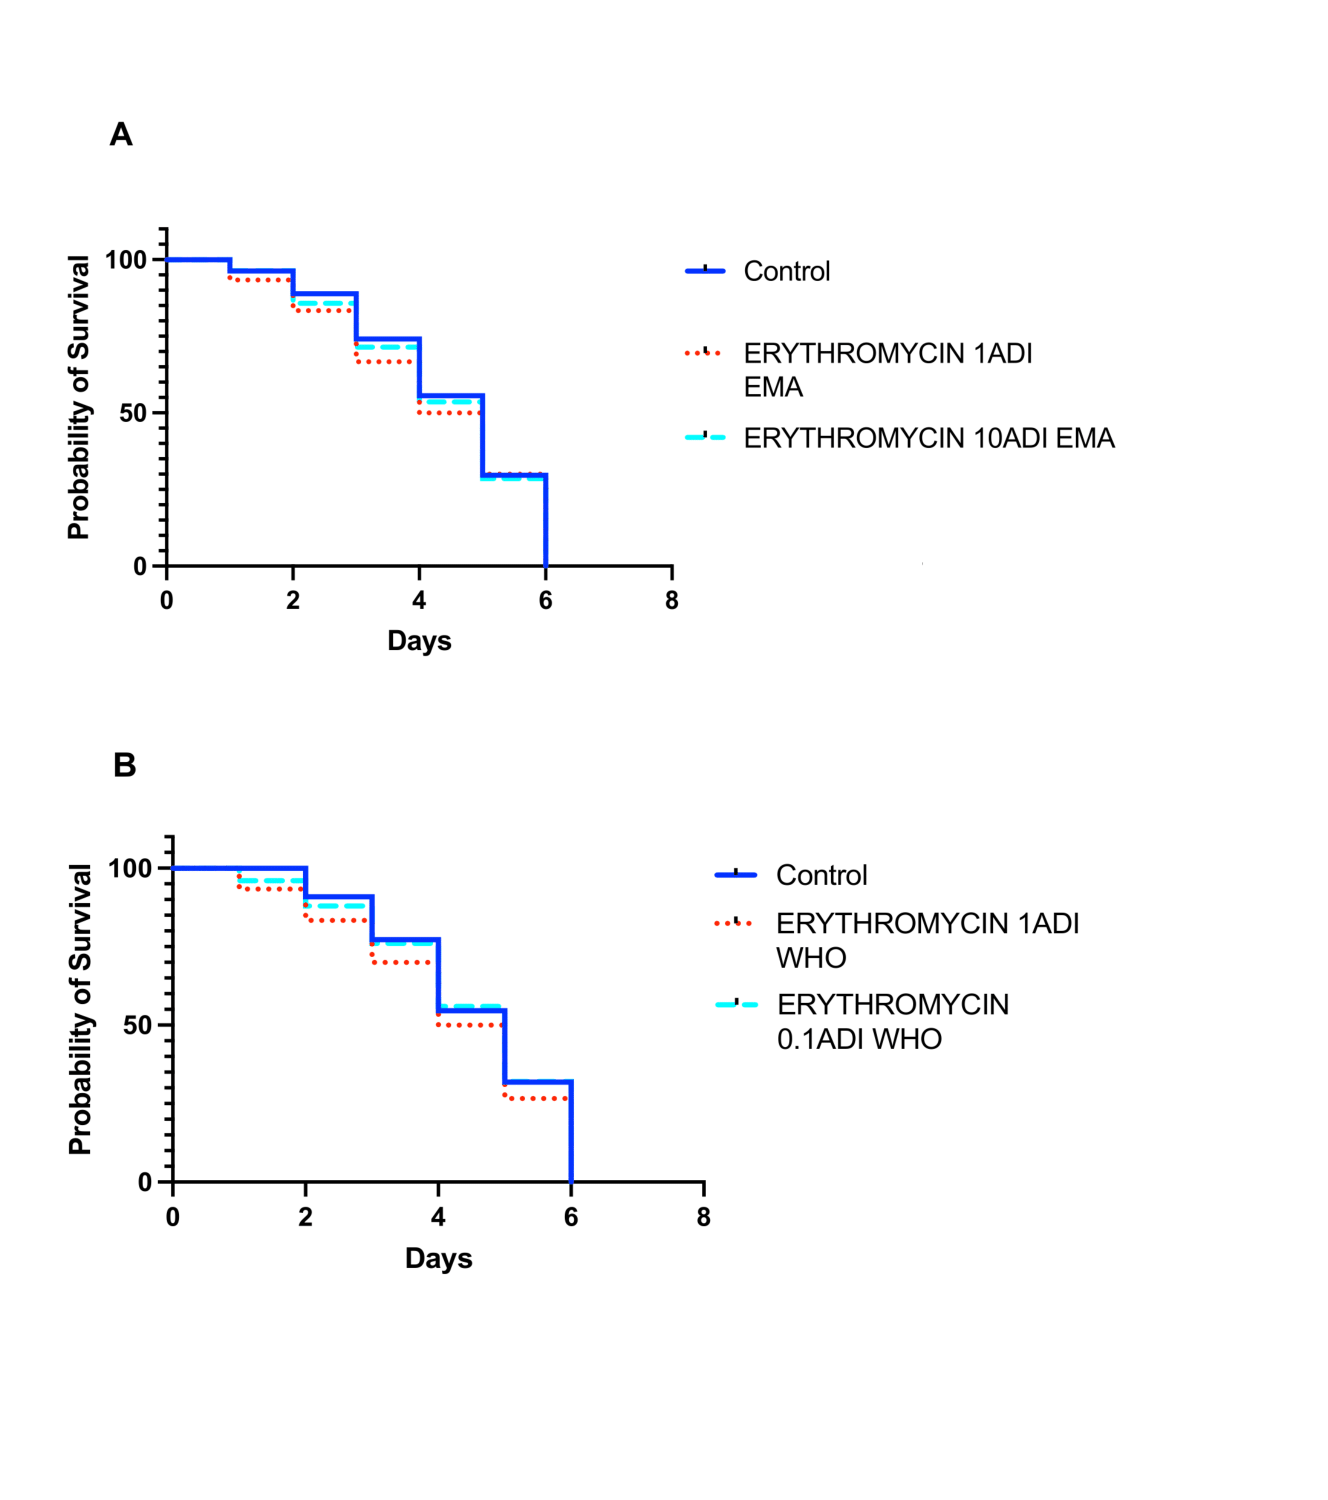 A
Probability of Survival
100
50
0
0 2 4 6 8
Days
Control
ERYTHROMYCIN 1ADI
EMA
ERYTHROMYCIN 10ADI EMA
B
Probability of Survival
100
50
0
0 2 4 6 8
Days
Control
ERYTHROMYCIN 1ADI
WHO
ERYTHROMYCIN
0.1ADI WHO